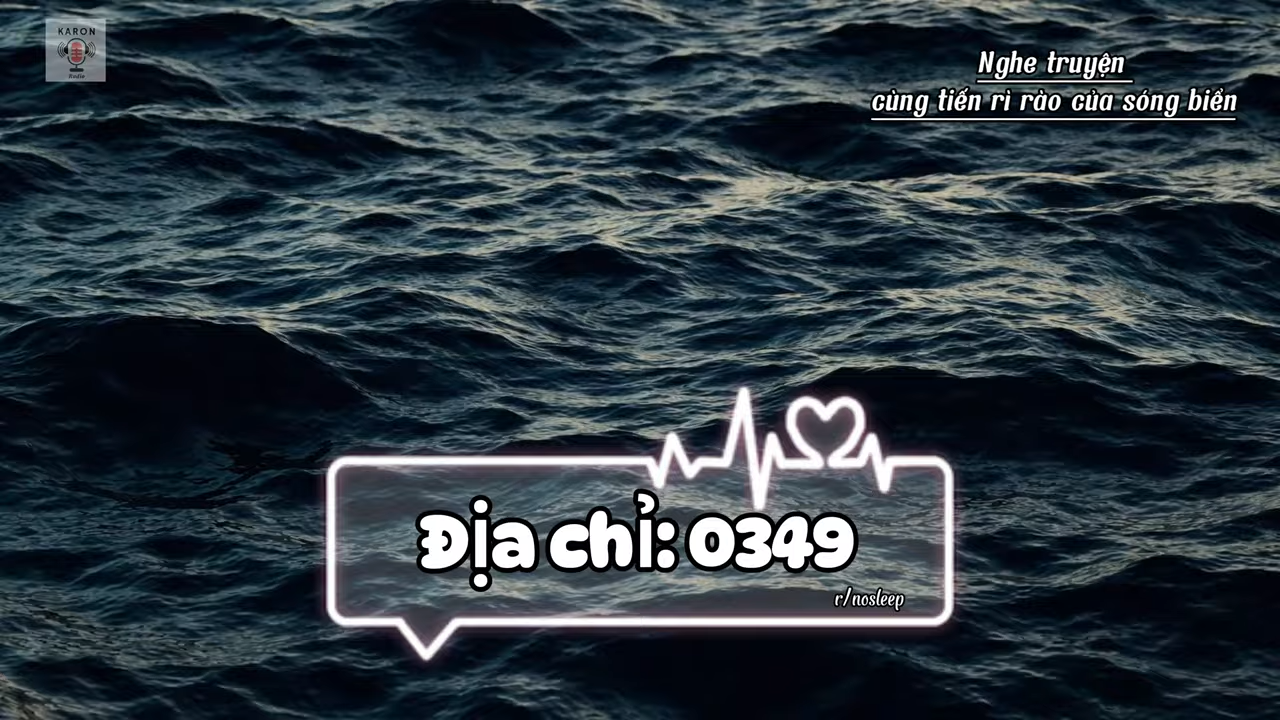 KARON
Radio
Nghe truyện
cùng tiến rì rào của sóng biển
Địa chỉ: 0349
r/nosleep